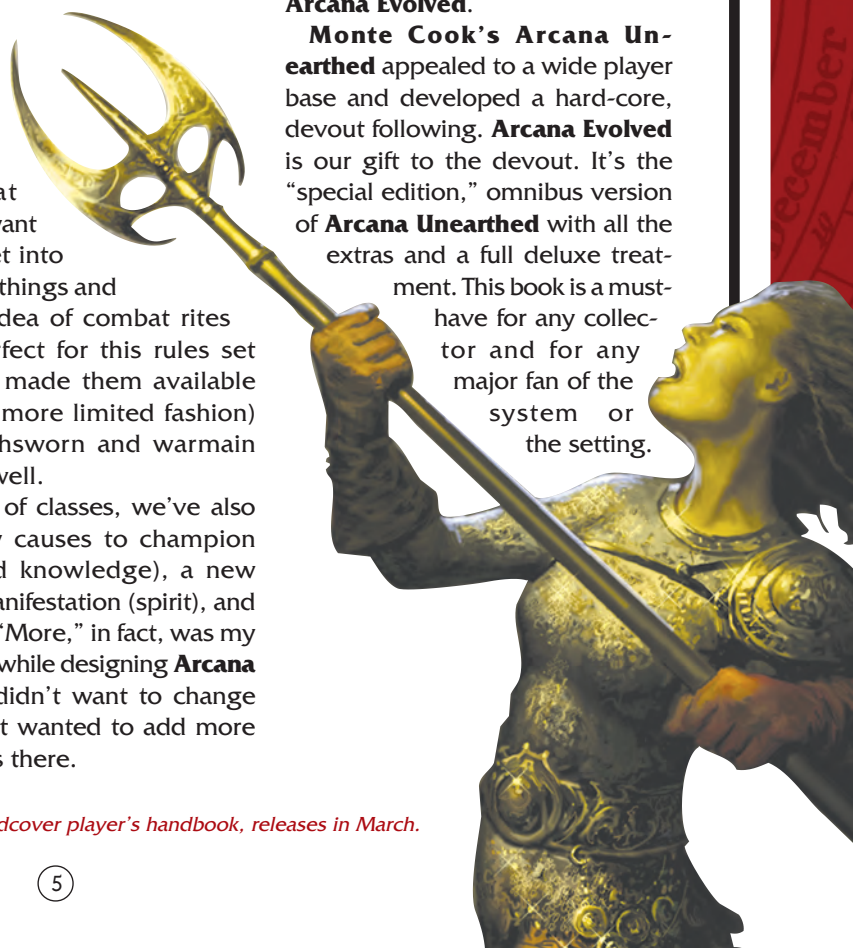 at
vant
et into
things and
dea of combat rites
rfect for this rules set
made them available
more limited fashion)
hsworn and warmain
well.
of classes, we've also
causes to champion
d knowledge), a new
anifestation (spirit), and
"More," in fact, was my
while designing Arcana
didn't want to change
t wanted to add more
s there.
Arcana Evolved.
Monte Cook's Arcana Un-
earthed appealed to a wide player
base and developed a hard-core,
devout following. Arcana Evolved
is our gift to the devout. It's the
“special edition,” omnibus version
of Arcana Unearthed with all the
extras and a full deluxe treat-
ment. This book is a must-
have for any collec-
tor and for any
major fan of the
system or
the setting.
dcover player's handbook, releases in March.
5
December